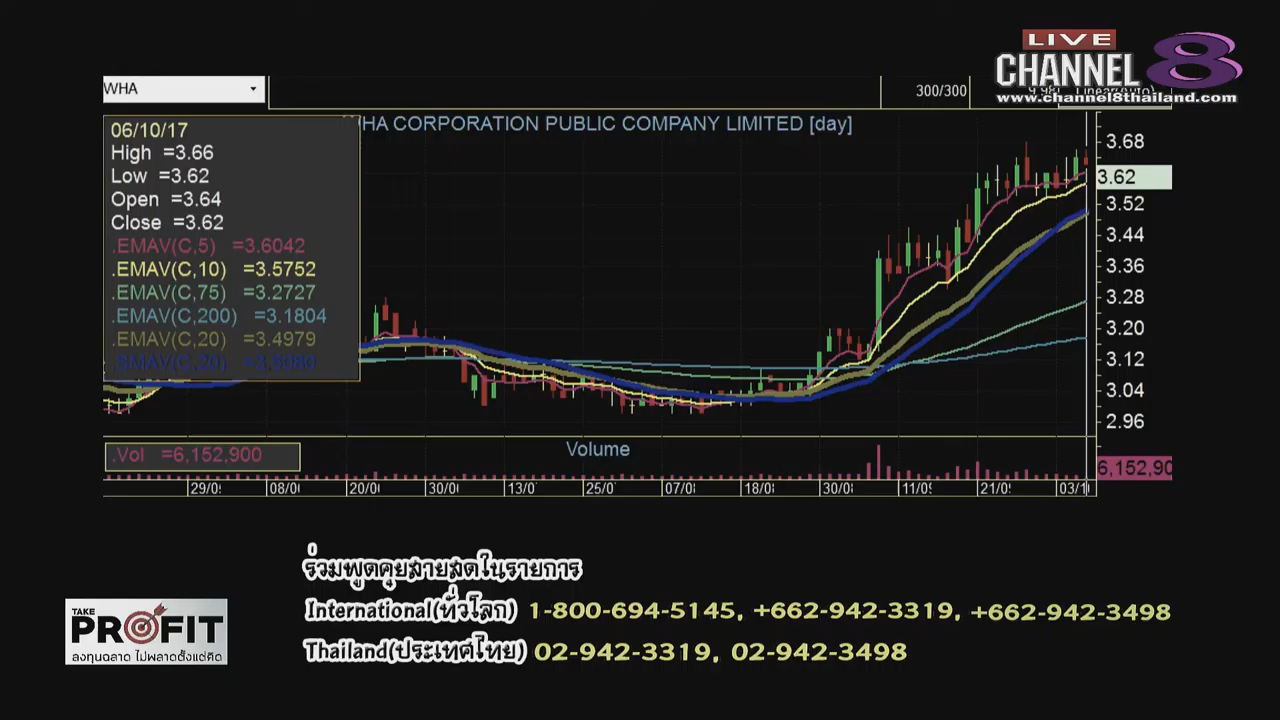 LIVE
CHANNEL 8
www.channel8thailand.com
WHA
300/300
WHA CORPORATION PUBLIC COMPANY LIMITED [day]
06/10/17
High =3.66
Low =3.62
Open =3.64
Close =3.62
.EMAV(C,5) =3.6042
.EMAV(C,10) =3.5752
.EMAV(C,75) =3.2727
.EMAV(C,200) =3.1804
.EMAV(C,20) =3.4979
.SMAV(C,20) =3.5080
3.68
3.62
3.52
3.44
3.36
3.28
3.20
3.12
3.04
2.96
.Vol =6,152,900
Volume
6,152,90
29/0 08/0 20/0 30/0 13/0 25/0 07/0 18/0 30/0 11/0 21/0 03/1
ร่วมพูดคุยสายสดในรายการ
International(ทั่วโลก) 1-800-694-5145, +662-942-3319, +662-942-3498
Thailand(ประเทศไทย) 02-942-3319, 02-942-3498
TAKE
PROFIT
ลงทุนฉลาด ไม่พลาดตั้งแต่คิด